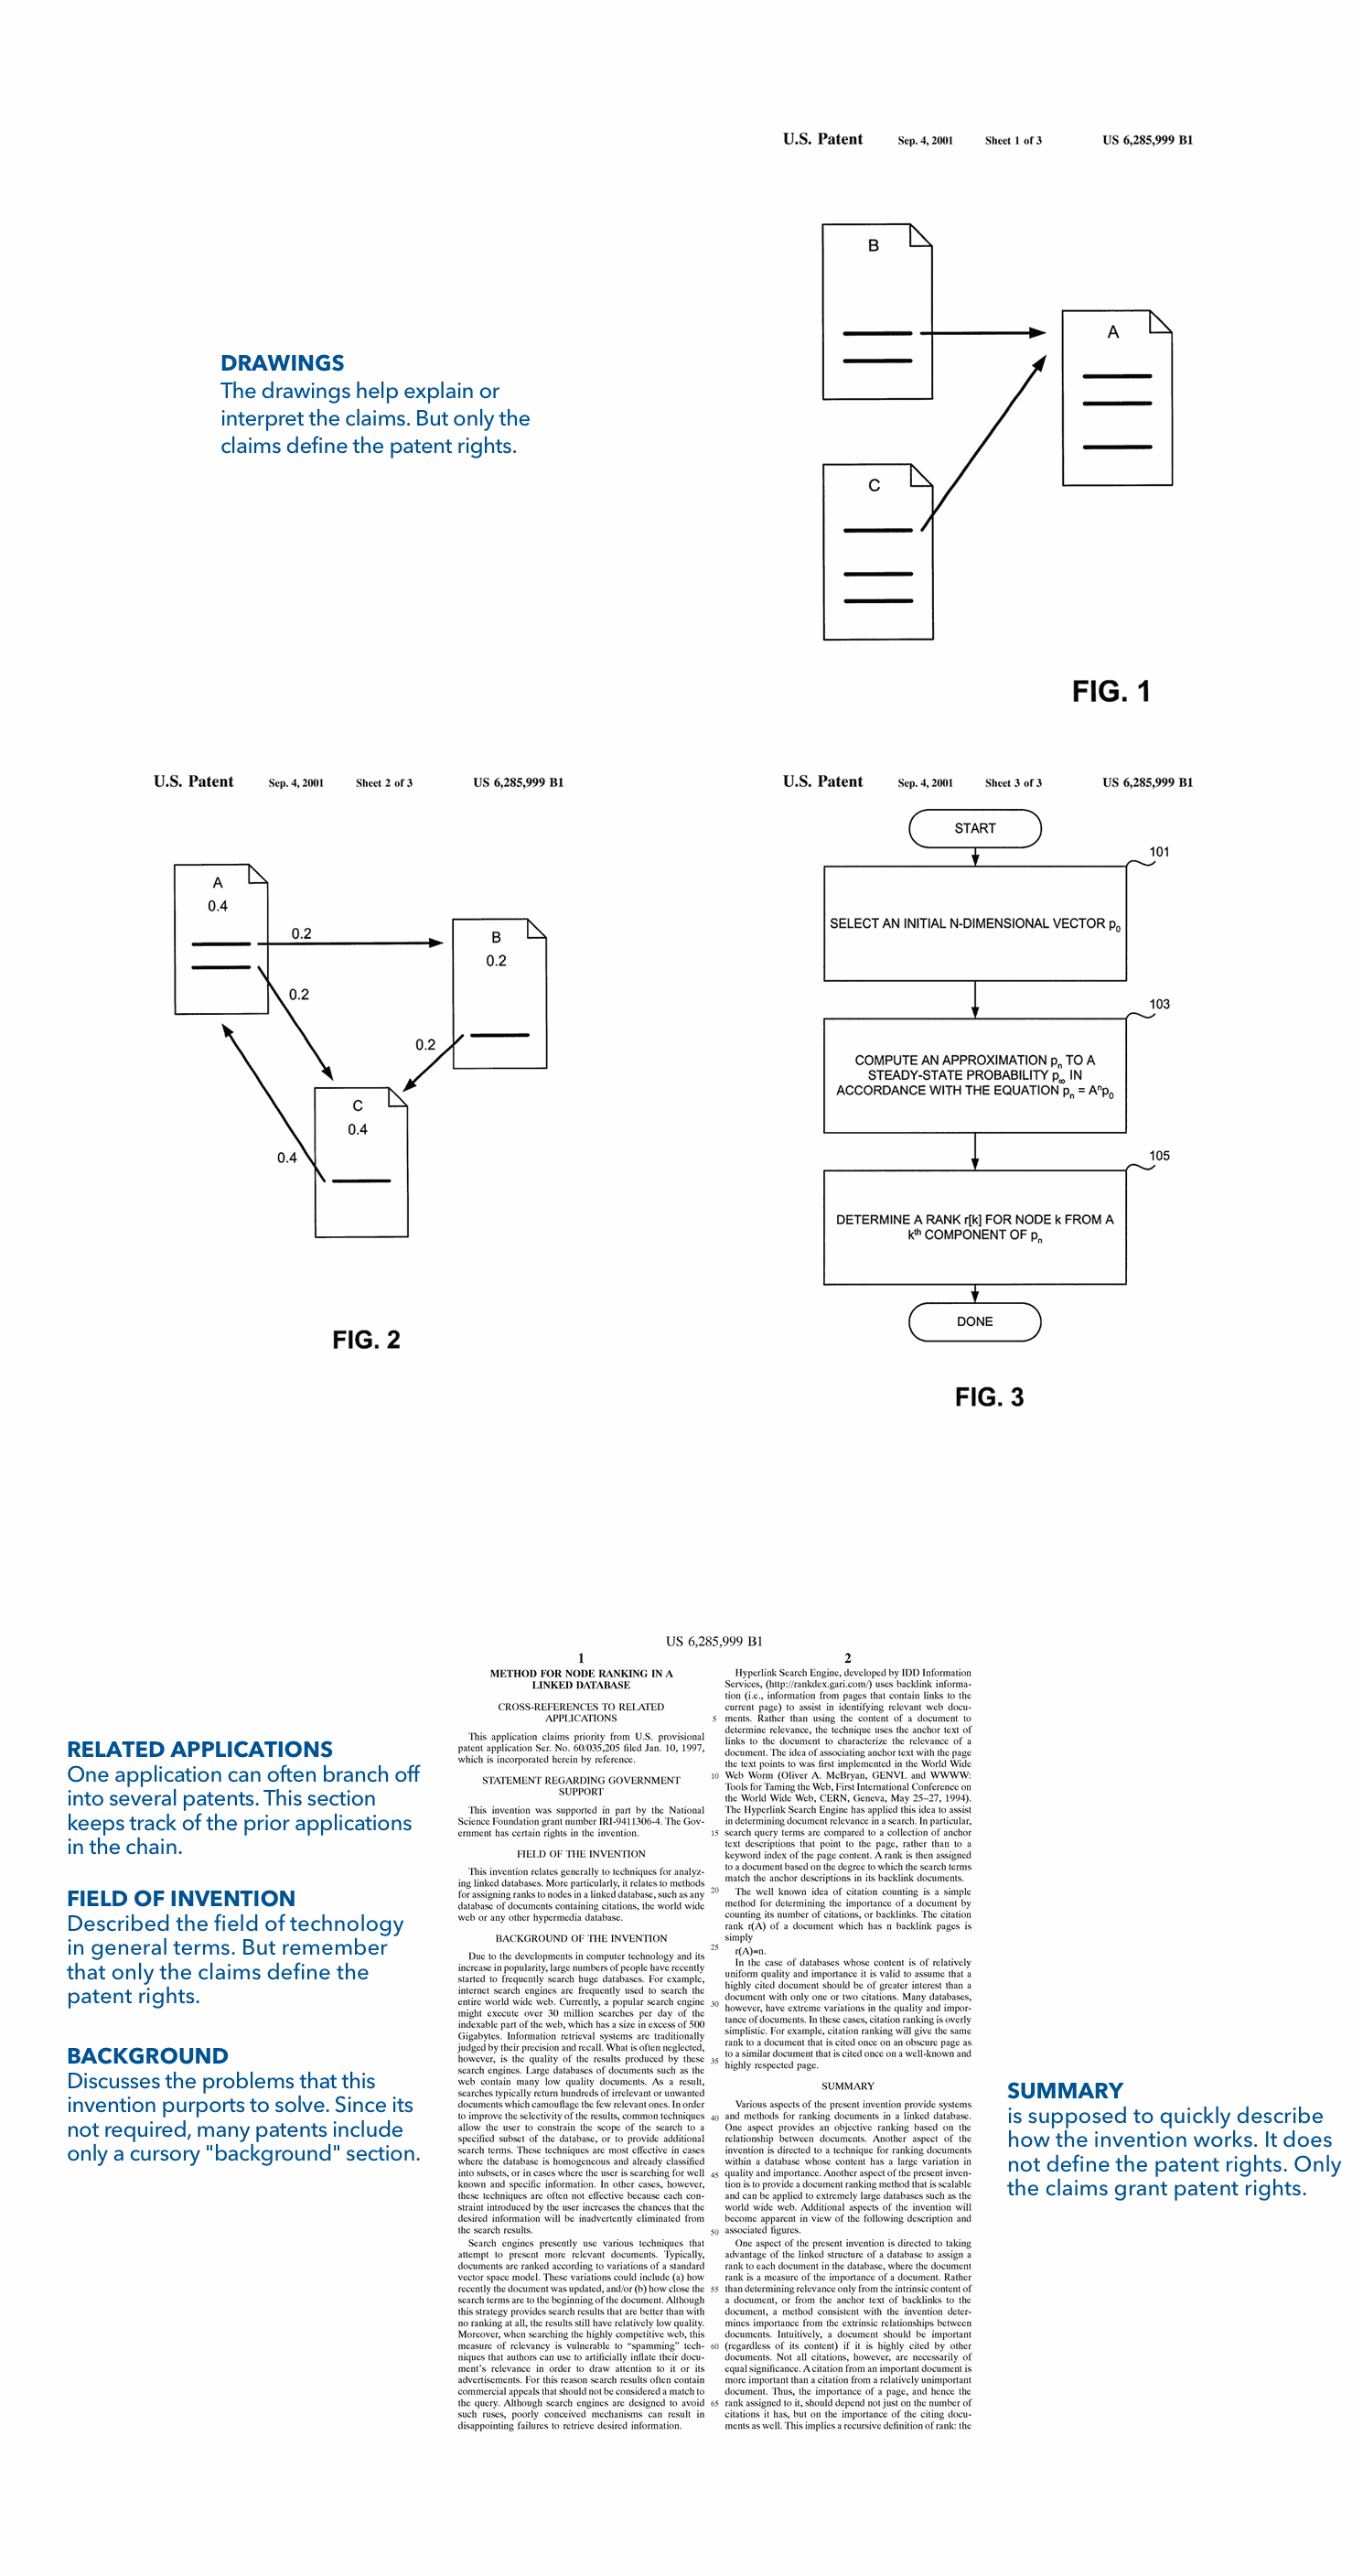 U.S. Patent Sep. 4, 2001 Sheet 1 of 3 US 6,285,999 B1
B
A
C
FIG. 1
DRAWINGS
The drawings help explain or
interpret the claims. But only the
claims define the patent rights.
U.S. Patent Sep. 4, 2001 Sheet 2 of 3 US 6,285,999 B1
A
0.4
0.2
B
0.2
0.2
0.2
C
0.4
0.4
FIG. 2
U.S. Patent Sep. 4, 2001 Sheet 3 of 3 US 6,285,999 B1
START
101
SELECT AN INITIAL N-DIMENSIONAL VECTOR p0
103
COMPUTE AN APPROXIMATION pn TO A
STEADY-STATE PROBABILITY p∞ IN
ACCORDANCE WITH THE EQUATION pn = Aⁿp0
105
DETERMINE A RANK r[k] FOR NODE k FROM A
kth COMPONENT OF pn
DONE
FIG. 3
RELATED APPLICATIONS
One application can often branch off
into several patents. This section
keeps track of the prior applications
in the chain.
FIELD OF INVENTION
Described the field of technology
in general terms. But remember
that only the claims define the
patent rights.
BACKGROUND
Discusses the problems that this
invention purports to solve. Since its
not required, many patents include
only a cursory "background" section.
US 6,285,999 B1
1
METHOD FOR NODE RANKING IN A
LINKED DATABASE
CROSS-REFERENCES TO RELATED
APPLICATIONS
This application claims priority from U.S. provisional
patent application Ser. No. 60/035,205 filed Jan. 10, 1997,
which is incorporated herein by reference.
STATEMENT REGARDING GOVERNMENT
SUPPORT
This invention was supported in part by the National
Science Foundation grant number IRI-9411306-4. The Gov-
ernment has certain rights in the invention.
FIELD OF THE INVENTION
This invention relates generally to techniques for analyz-
ing linked databases. More particularly, it relates to methods
for assigning ranks to nodes in a linked database, such as any
database of documents containing citations, the world wide
web or any other hypermedia database.
BACKGROUND OF THE INVENTION
Due to the developments in computer technology and its
increase in popularity, large numbers of people have recently
started to frequently search huge databases. For example,
internet search engines are frequently used to search the
entire world wide web. Currently, a popular search engine
might execute over 30 million searches per day of the
indexable part of the web, which has a size in excess of 500
Gigabytes. Information retrieval systems are traditionally
judged by their precision and recall. What is often neglected,
however, is the quality of the results produced by these
search engines. Large databases of documents such as the
web contain many low quality documents. As a result,
searches typically return hundreds of irrelevant or unwanted
documents which camouflage the few relevant ones. In order
to improve the selectivity of the results, common techniques
allow the user to constrain the scope of the search to a
specified subset of the database, or to provide additional
search terms. These techniques are most effective in cases
where the database is homogeneous and already classified
into subsets, or in cases where the user is searching for well
known and specific information. In other cases, however,
these techniques are often not effective because each con-
straint introduced by the user increases the chances that the
desired information will be inadvertently eliminated from
the search results.
Search engines presently use various techniques that
attempt to present more relevant documents. Typically,
documents are ranked according to variations of a standard
vector space model. These variations could include (a) how
recently the document was updated, and/or (b) how close the
search terms are to the beginning of the document. Although
this strategy provides search results that are better than with
no ranking at all, the results still have relatively low quality.
Moreover, when searching the highly competitive web, this
measure of relevancy is vulnerable to “spamming” tech-
niques that authors can use to artificially inflate their docu-
ment’s relevance in order to draw attention to it or its
advertisements. For this reason search results often contain
commercial appeals that should not be considered a match to
the query. Although search engines are designed to avoid
such ruses, poorly conceived mechanisms can result in
disappointing failures to retrieve desired information.
5
10
15
20
25
30
35
40
45
50
55
60
65
2
Hyperlink Search Engine, developed by IDD Information
Services, (http://rankdex.gari.com/) uses backlink informa-
tion (i.e., information from pages that contain links to the
current page) to assist in identifying relevant web docu-
ments. Rather than using the content of a document to
determine relevance, the technique uses the anchor text of
links to the document to characterize the relevance of a
document. The idea of associating anchor text with the page
the text points to was first implemented in the World Wide
Web Worm (Oliver A. McBryan, GENVL and WWWW:
Tools for Taming the Web, First International Conference on
the World Wide Web, CERN, Geneva, May 25–27, 1994).
The Hyperlink Search Engine has applied this idea to assist
in determining document relevance in a search. In particular,
search query terms are compared to a collection of anchor
text descriptions that point to the page, rather than to a
keyword index of the page content. A rank is then assigned
to a document based on the degree to which the search terms
match the anchor descriptions in its backlink documents.
The well known idea of citation counting is a simple
method for determining the importance of a document by
counting its number of citations, or backlinks. The citation
rank r(A) of a document which has n backlink pages is
simply
r(A)=n.
In the case of databases whose content is of relatively
uniform quality and importance it is valid to assume that a
highly cited document should be of greater interest than a
document with only one or two citations. Many databases,
however, have extreme variations in the quality and impor-
tance of documents. In these cases, citation ranking is overly
simplistic. For example, citation ranking will give the same
rank to a document that is cited once on an obscure page as
to a similar document that is cited once on a well-known and
highly respected page.
SUMMARY
Various aspects of the present invention provide systems
and methods for ranking documents in a linked database.
One aspect provides an objective ranking based on the
relationship between documents. Another aspect of the
invention is directed to a technique for ranking documents
within a database whose content has a large variation in
quality and importance. Another aspect of the present inven-
tion is to provide a document ranking method that is scalable
and can be applied to extremely large databases such as the
world wide web. Additional aspects of the invention will
become apparent in view of the following description and
associated figures.
One aspect of the present invention is directed to taking
advantage of the linked structure of a database to assign a
rank to each document in the database, where the document
rank is a measure of the importance of a document. Rather
than determining relevance only from the intrinsic content of
a document, or from the anchor text of backlinks to the
document, a method consistent with the invention deter-
mines importance from the extrinsic relationships between
documents. Intuitively, a document should be important
(regardless of its content) if it is highly cited by other
documents. Not all citations, however, are necessarily of
equal significance. A citation from an important document is
more important than a citation from a relatively unimportant
document. Thus, the importance of a page, and hence the
rank assigned to it, should depend not just on the number of
citations it has, but on the importance of the citing docu-
ments as well. This implies a recursive definition of rank: the
SUMMARY
is supposed to quickly describe
how the invention works. It does
not define the patent rights. Only
the claims grant patent rights.